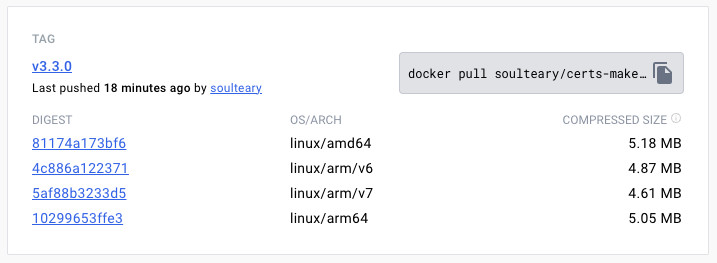 TAG
v3.3.0
Last pushed 18 minutes ago by soulteary
docker pull soulteary/certs-make…
DIGEST OS/ARCH COMPRESSED SIZE
81174a173bf6 linux/amd64 5.18 MB
4c886a122371 linux/arm/v6 4.87 MB
5af88b3233d5 linux/arm/v7 4.61 MB
10299653ffe3 linux/arm64 5.05 MB